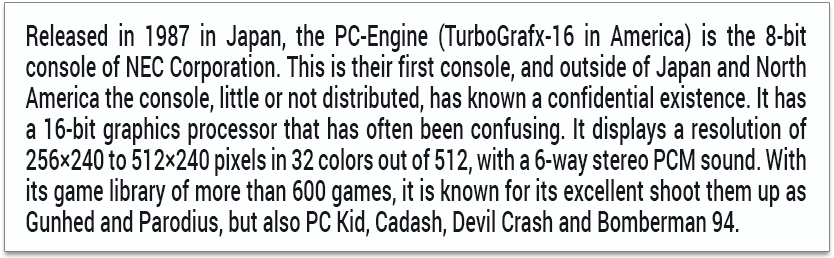 Released in 1987 in Japan, the PC-Engine (TurboGrafx-16 in America) is the 8-bit
console of NEC Corporation. This is their first console, and outside of Japan and North
America the console, little or not distributed, has known a confidential existence. It has
a 16-bit graphics processor that has often been confusing. It displays a resolution of
256×240 to 512×240 pixels in 32 colors out of 512, with a 6-way stereo PCM sound. With
its game library of more than 600 games, it is known for its excellent shoot them up as
Gunhed and Parodius, but also PC Kid, Cadash, Devil Crash and Bomberman 94.